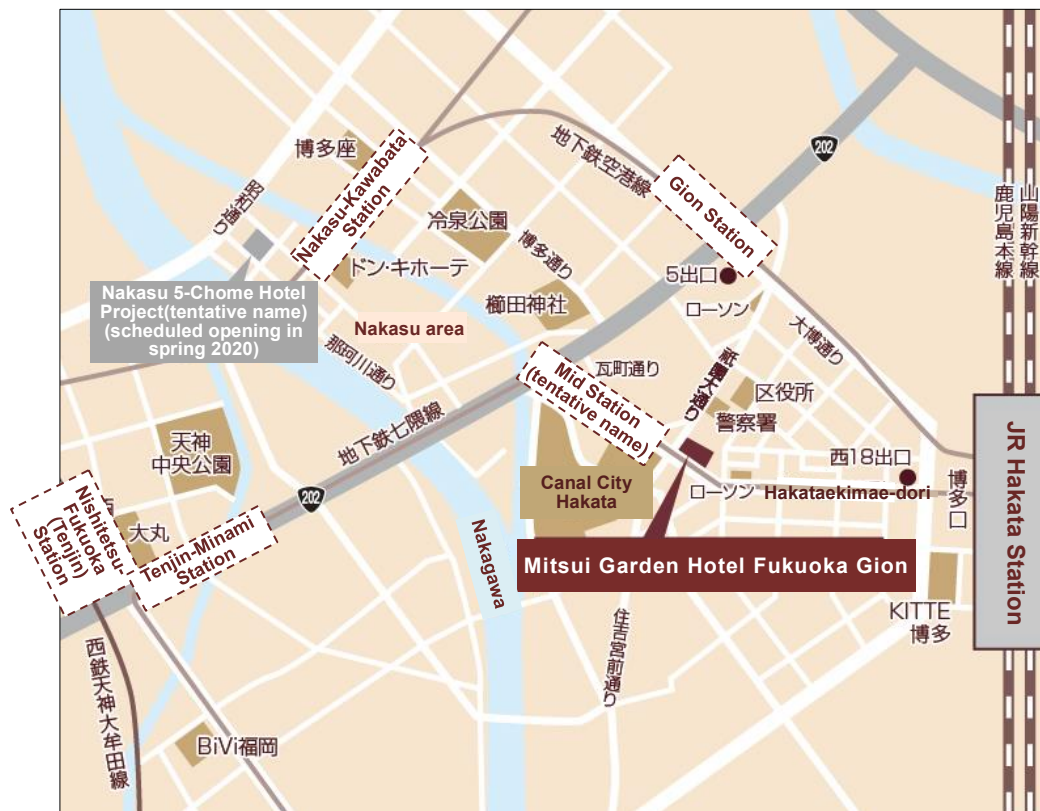 博多座
昭和通り
Nakasu-Kawabata
Station
地下鉄空港線
202
Gion Station
鹿児島本線
山陽新幹線
冷泉公園
博多通り
ドン・キホーテ
5出口
櫛田神社
ローソン
大博通り
Nakasu 5-Chome Hotel
Project(tentative name)
(scheduled opening in
spring 2020)
Nakasu area
那珂川通り
瓦町通り
祇園大通り
Mid Station
(tentative name)
区役所
警察署
地下鉄七隈線
天神
中央公園
西18出口
JR Hakata Station
Canal City
Hakata
ローソン
Hakataekimae-dori
博多口
Nishitetsu-
Fukuoka
(Tenjin)
Station
大丸
202
Tenjin-Minami
Station
Nakagawa
Mitsui Garden Hotel Fukuoka Gion
KITTE
博多
住吉宮前通り
西鉄天神大牟田線
BiVi福岡